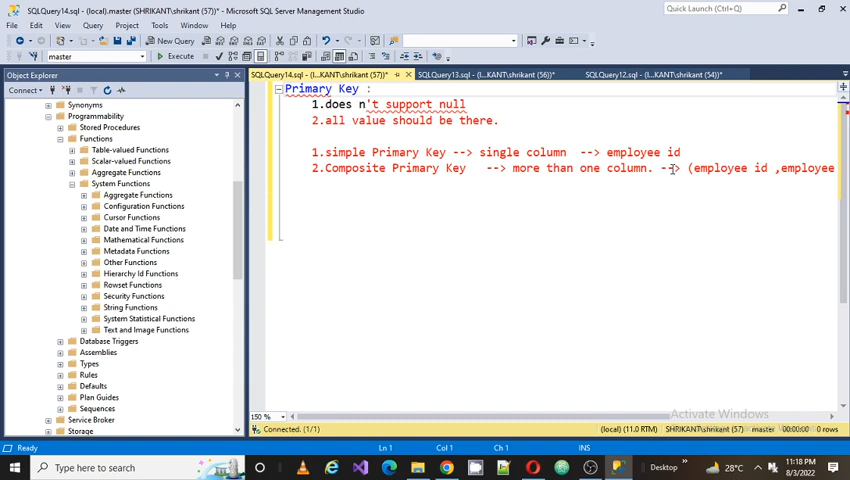 SQLQuery14.sql - (local).master (SHRIKANT\shrikant (57))* - Microsoft SQL Server Management Studio
Quick Launch (Ctrl+Q)
File Edit View Query Project Tools Window Help
New Query
master
Execute
Object Explorer
SQLQuery14.sql - (l...KANT\shrikant (57))*
SQLQuery13.sql - (l...KANT\shrikant (56))*
SQLQuery12.sql - (l...KANT\shrikant (54))*
Connect
Synonyms
Programmability
Stored Procedures
Functions
Table-valued Functions
Scalar-valued Functions
Aggregate Functions
System Functions
Aggregate Functions
Configuration Functions
Cursor Functions
Date and Time Functions
Mathematical Functions
Metadata Functions
Other Functions
Hierarchy Id Functions
Rowset Functions
Security Functions
String Functions
System Statistical Functions
Text and Image Functions
Database Triggers
Assemblies
Types
Rules
Defaults
Plan Guides
Sequences
Service Broker
Storage
Primary Key :
1.does n't support null
2.all value should be there.
1.simple Primary Key --> single column --> employee id
2.Composite Primary Key --> more than one column. --> (employee id ,employee
150 %
Activate Windows
Connected. (1/1)
(local) (11.0 RTM) SHRIKANT\shrikant (57) master 00:00:00 0 rows
Ready
Ln 1 Col 1 Ch 1 INS
Type here to search
Desktop
28°C
11:18 PM
8/3/2022